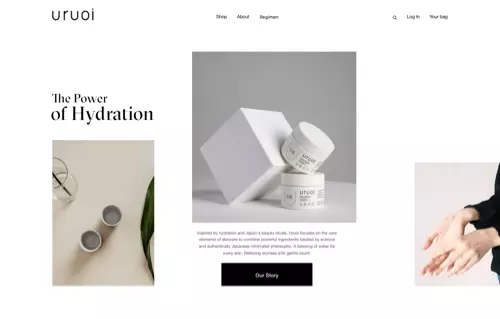 uruoi
Shop
About
Regimen
Log In
Your bag
The Power
of Hydration
uruoi
uruoi
Inspired by hydration and Japan's beauty rituals, Uruoi focuses on the core
elements of skincare to combine powerful ingredients backed by science
and authentically Japanese minimalist philosophy. A blessing of water for
every skin. Relieving dryness with gentle touch.
Our Story